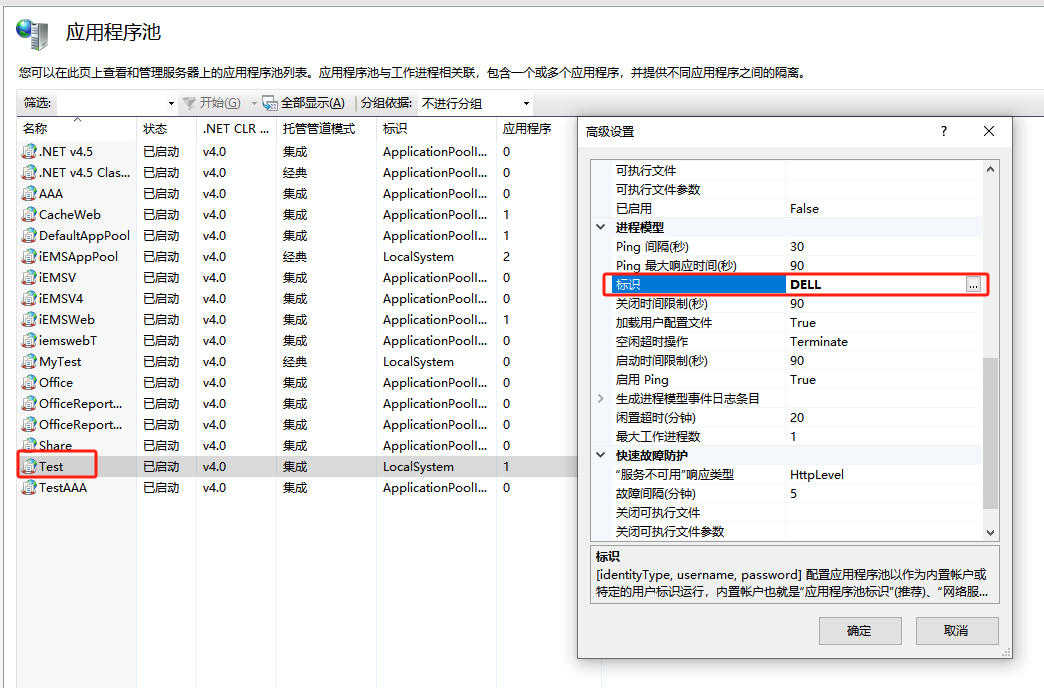 应用程序池
您可以在此页上查看和管理服务器上的应用程序池列表。应用程序池与工作进程相关联，包含一个或多个应用程序，并提供不同应用程序之间的隔离。
筛选: 开始(G) 全部显示(A) 分组依据: 不进行分组
名称 状态 .NET CLR ... 托管管道模式 标识 应用程序
.NET v4.5 已启动 v4.0 集成 ApplicationPoolI... 0
.NET v4.5 Clas... 已启动 v4.0 经典 ApplicationPoolI... 0
AAA 已启动 v4.0 集成 ApplicationPoolI... 0
CacheWeb 已启动 v4.0 集成 ApplicationPoolI... 1
DefaultAppPool 已启动 v4.0 集成 ApplicationPoolI... 1
iEMSAppPool 已启动 v4.0 经典 LocalSystem 2
iEMSV 已启动 v4.0 集成 ApplicationPoolI... 0
iEMSV4 已启动 v4.0 集成 ApplicationPoolI... 0
iEMSWeb 已启动 v4.0 集成 ApplicationPoolI... 1
iemswebT 已启动 v4.0 集成 ApplicationPoolI... 0
MyTest 已启动 v4.0 经典 LocalSystem 0
Office 已启动 v4.0 集成 ApplicationPoolI... 0
OfficeReport... 已启动 v4.0 集成 ApplicationPoolI... 0
OfficeReport... 已启动 v4.0 集成 ApplicationPoolI... 0
Share 已启动 v4.0 集成 ApplicationPoolI... 0
Test 已启动 v4.0 集成 LocalSystem 1
TestAAA 已启动 v4.0 集成 ApplicationPoolI... 0
高级设置 ?
可执行文件
可执行文件参数
已启用 False
进程模型
Ping 间隔(秒) 30
Ping 最大响应时间(秒) 90
标识 DELL ...
关闭时间限制(秒) 90
加载用户配置文件 True
空闲超时操作 Terminate
启动时间限制(秒) 90
启用 Ping True
生成进程模型事件日志条目
闲置超时(分钟) 20
最大工作进程数 1
快速故障防护
“服务不可用”响应类型 HttpLevel
故障间隔(分钟) 5
关闭可执行文件
关闭可执行文件参数
标识
[identityType, username, password] 配置应用程序池以作为内置帐户或
特定的用户标识运行，内置帐户也就是“应用程序池标识”(推荐)、“网络服...
确定 取消